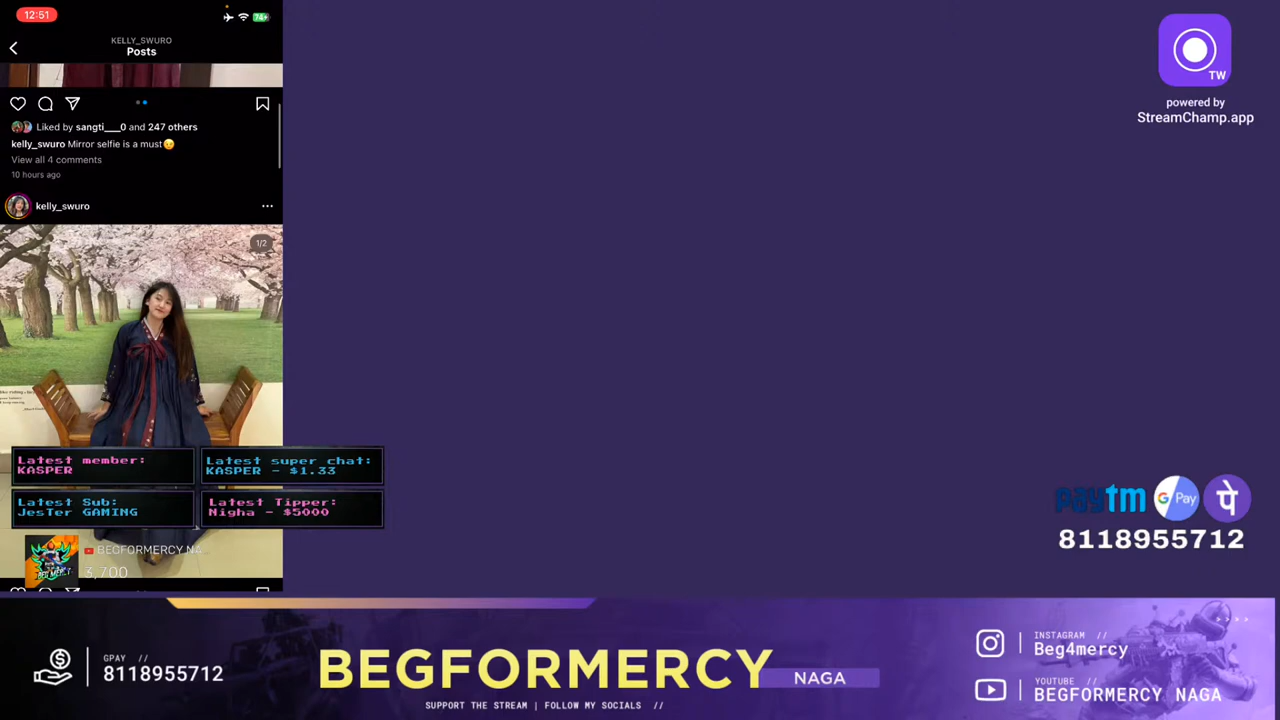 12:51
74+
KELLY_SWURO
Posts
Liked by sangti___0 and 247 others
kelly_swuro Mirror selfie is a must
View all 4 comments
10 hours ago
kelly_swuro
1/2
Latest member:
KASPER
Latest super chat:
KASPER - $1.33
Latest Sub:
JesTer GAMING
Latest Tipper:
Nigha - $5000
BEGFORMERCY NA
3,700
TW
powered by
StreamChamp.app
paytm
G Pay
पे
8118955712
GPAY //
8118955712
BEGFORMERCY
NAGA
SUPPORT THE STREAM | FOLLOW MY SOCIALS //
> > > >
INSTAGRAM //
Beg4mercy
YOUTUBE //
BEGFORMERCY NAGA